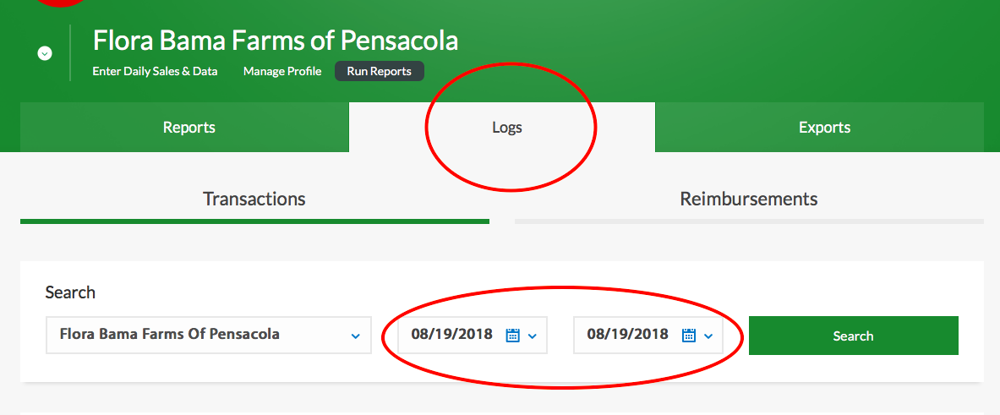 Flora Bama Farms of Pensacola
Enter Daily Sales & Data Manage Profile Run Reports
Reports Logs Exports
Transactions Reimbursements
Search
Flora Bama Farms Of Pensacola 08/19/2018 08/19/2018 Search